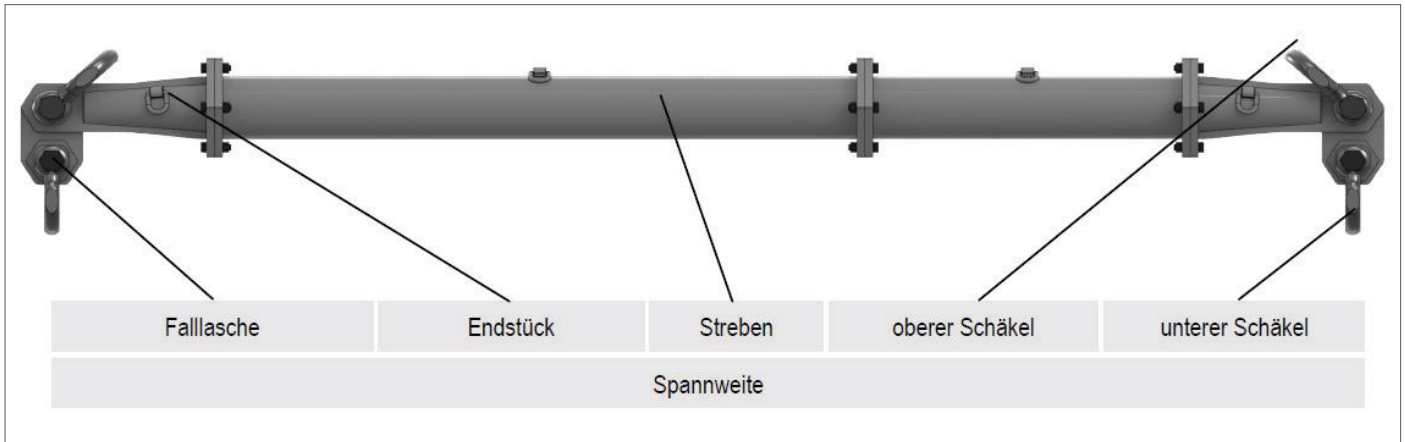 Falllasche
Endstück
Streben
oberer Schäkel
unterer Schäkel
Spannweite